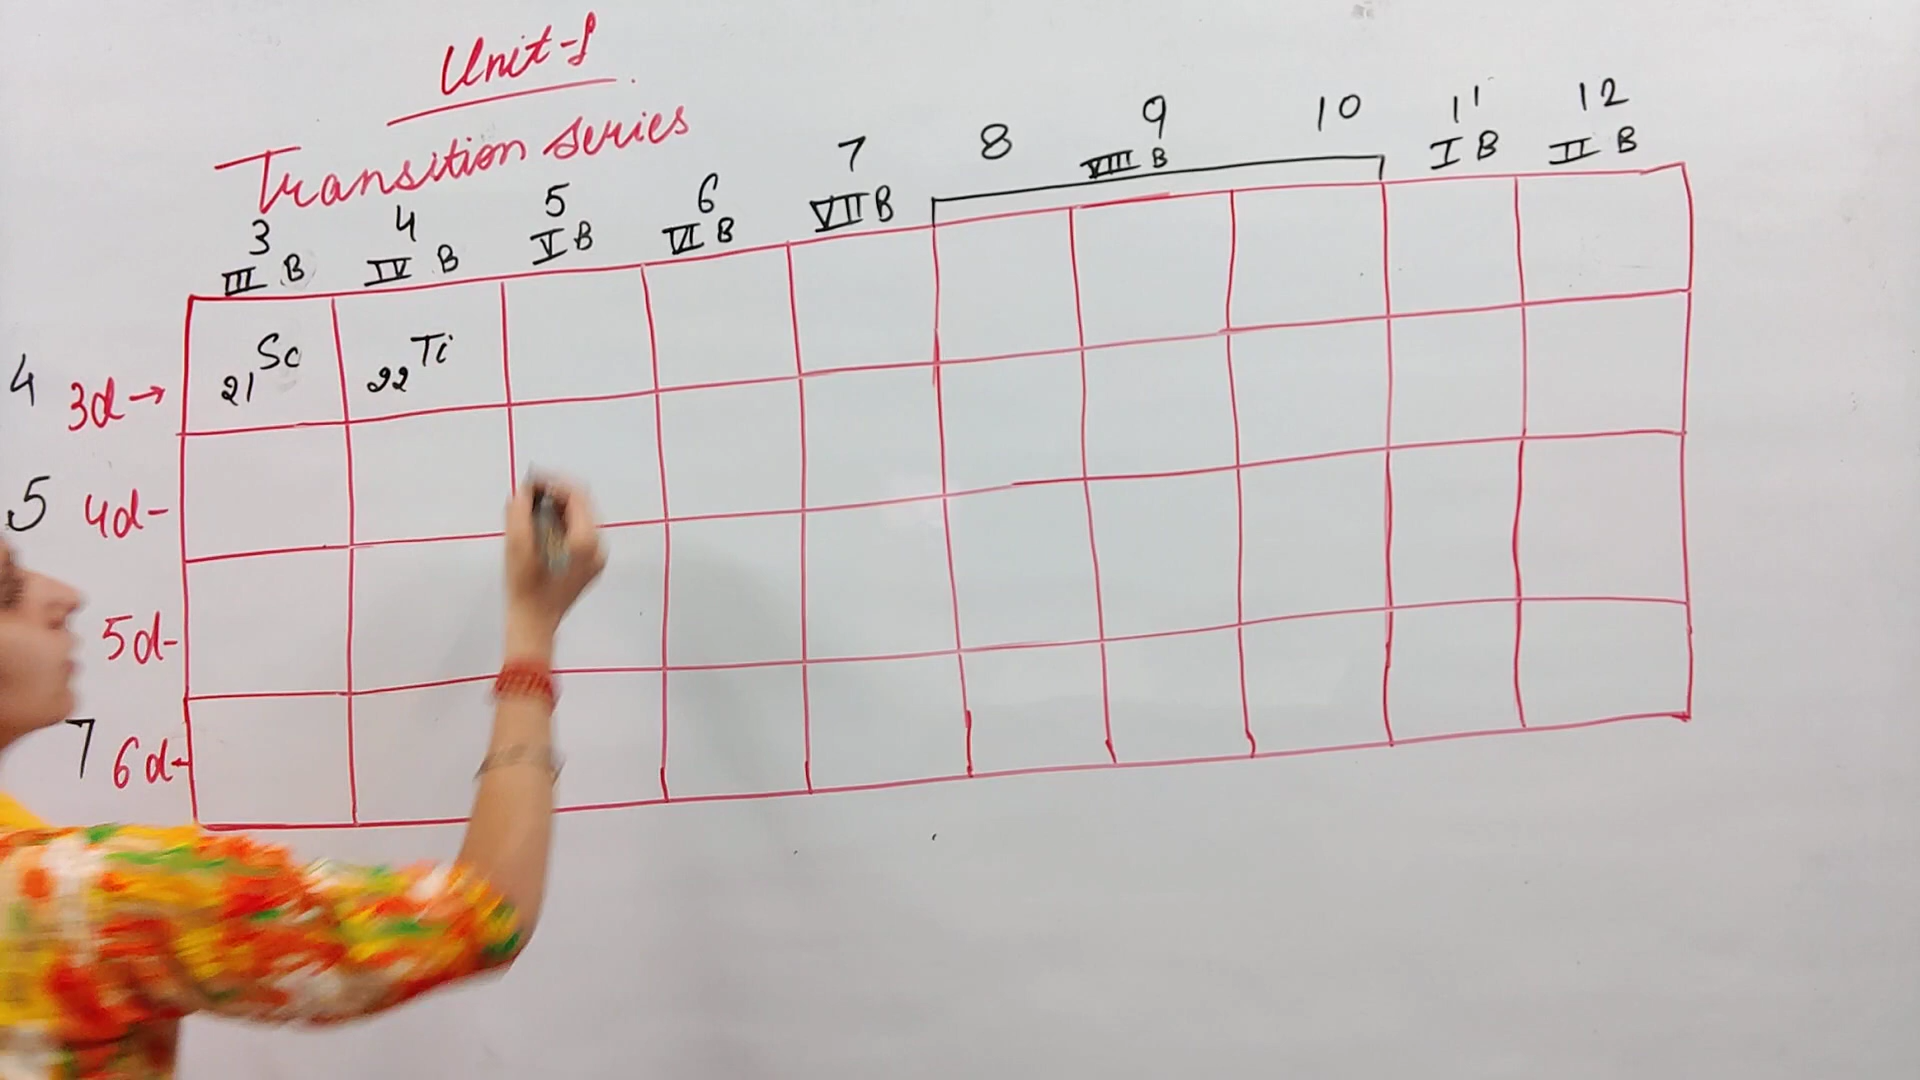 Unit-I
Transition series
3 4 5 6 7 8 9 10 11 12
III B IV B V B VI B VII B VIII B I B II B
4 3d → 21Sc 22Ti
5 4d-
5d-
7 6d-